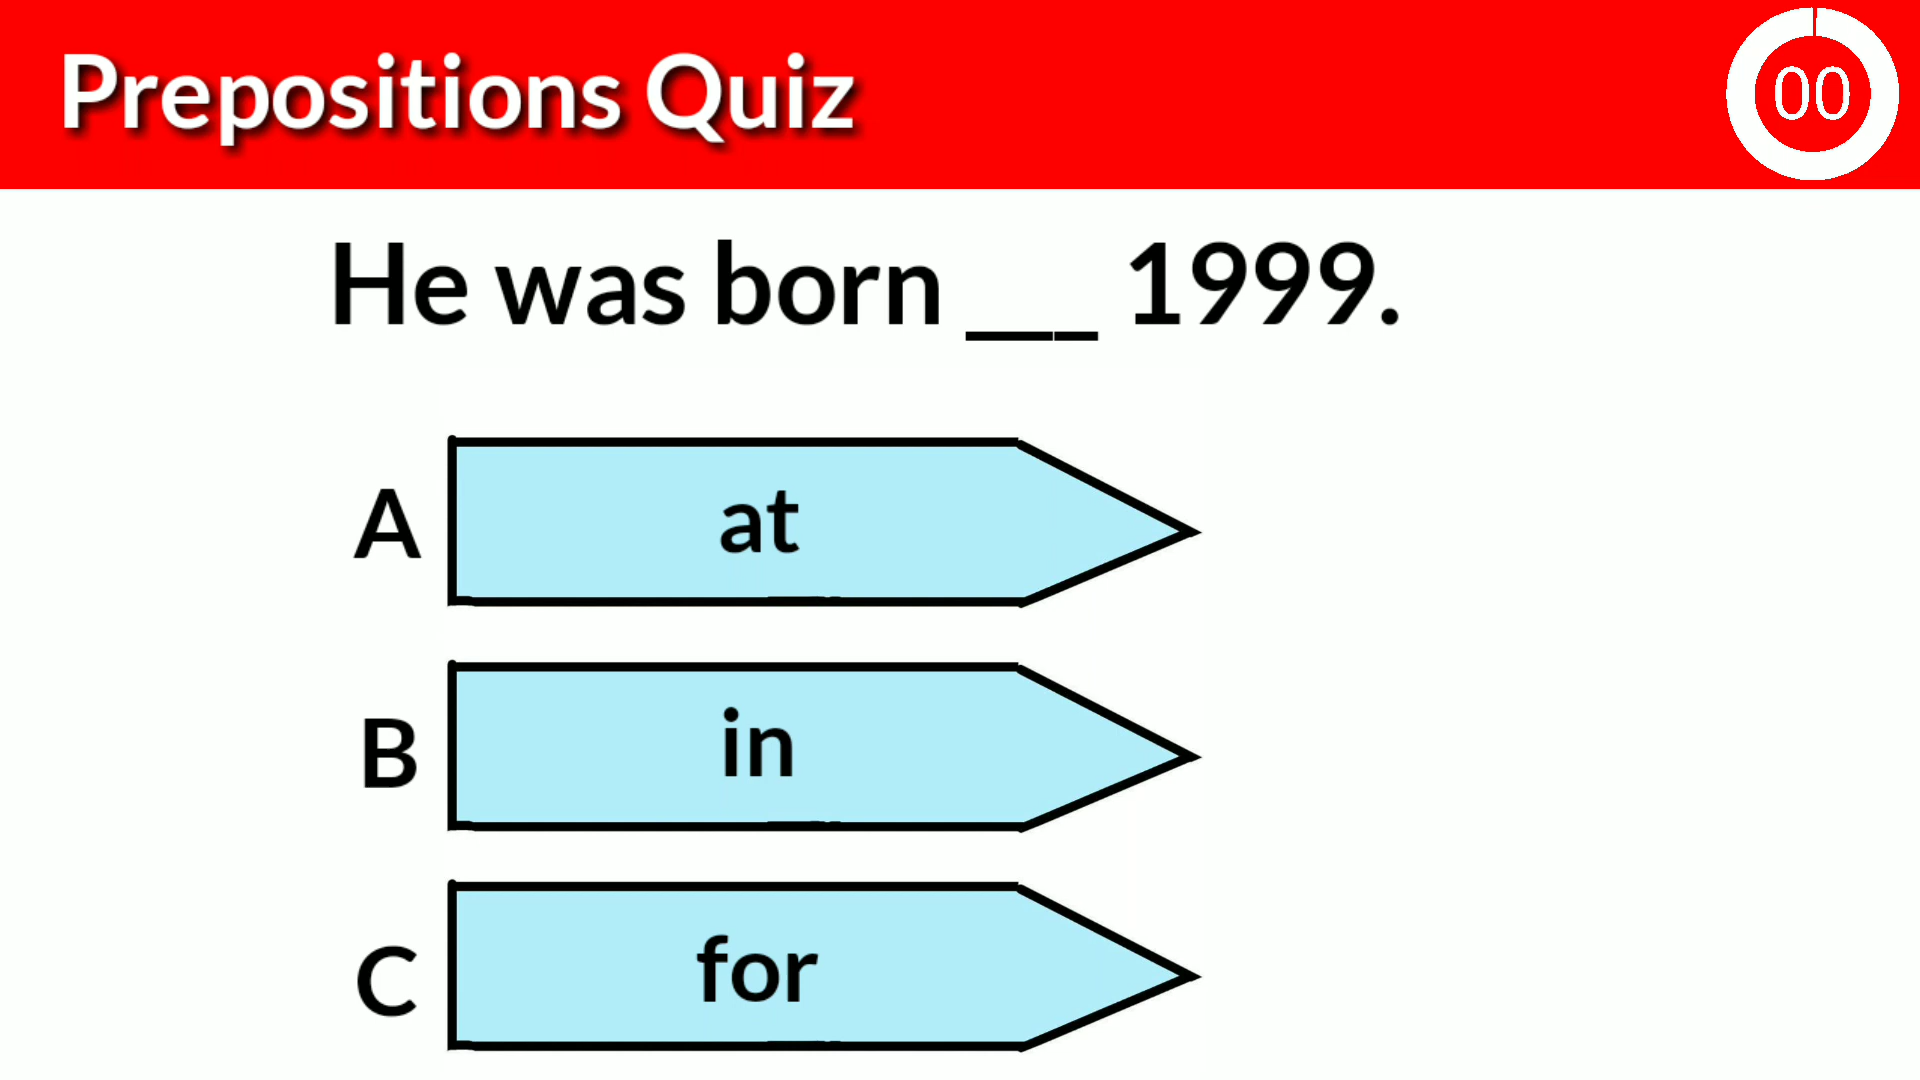 Prepositions Quiz
00
He was born ___ 1999.
A at
B in
C for